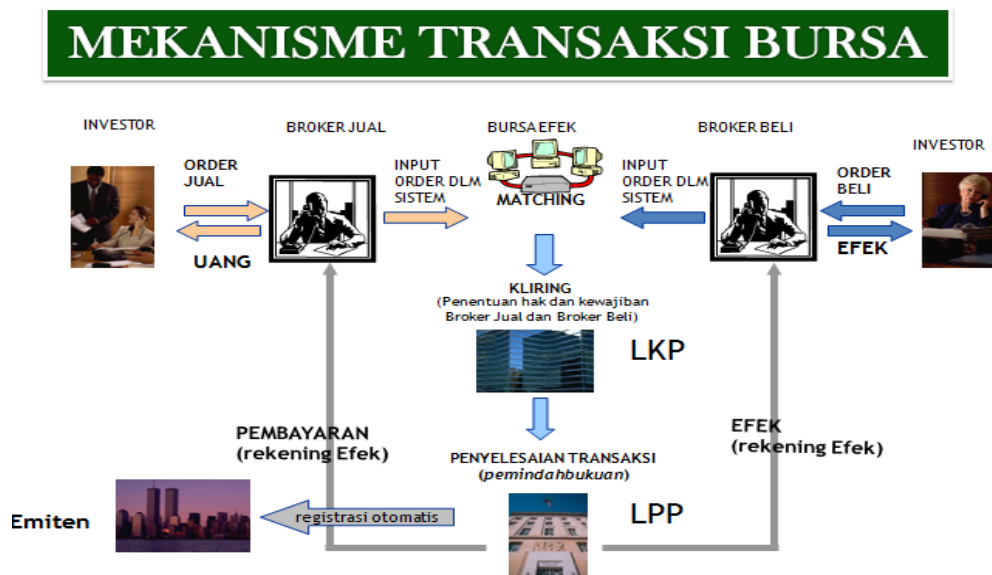 MEKANISME TRANSAKSI BURSA
INVESTOR
BROKER JUAL
BURSA EFEK
BROKER BELI
INVESTOR
ORDER
JUAL
INPUT
ORDER DLM
SISTEM
MATCHING
INPUT
ORDER DLM
SISTEM
ORDER
BELI
UANG
EFEK
KLIRING
(Penentuan hak dan kewajiban
Broker Jual dan Broker Beli)
LKP
PEMBAYARAN
(rekening Efek)
EFEK
(rekening Efek)
PENYELESAIAN TRANSAKSI
(pemindahbukuan)
LPP
Emiten
registrasi otomatis